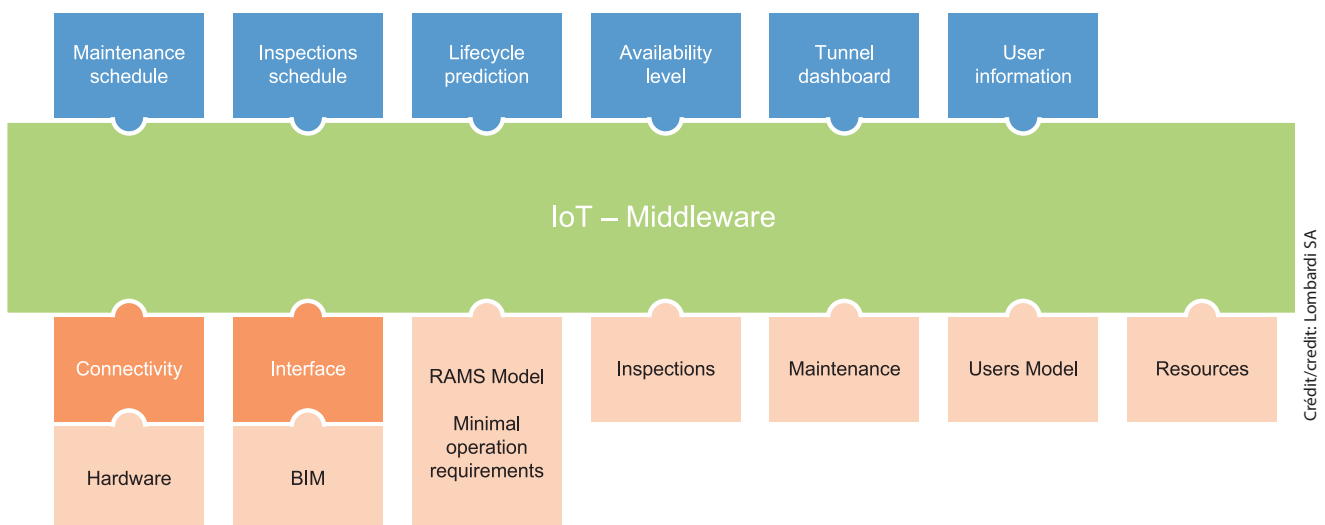 Maintenance
schedule
Inspections
schedule
Lifecycle
prediction
Availability
level
Tunnel
dashboard
User
information
IoT – Middleware
Connectivity
Interface
RAMS Model
Minimal
operation
requirements
Inspections
Maintenance
Users Model
Resources
Hardware
BIM
Crédit/credit: Lombardi SA